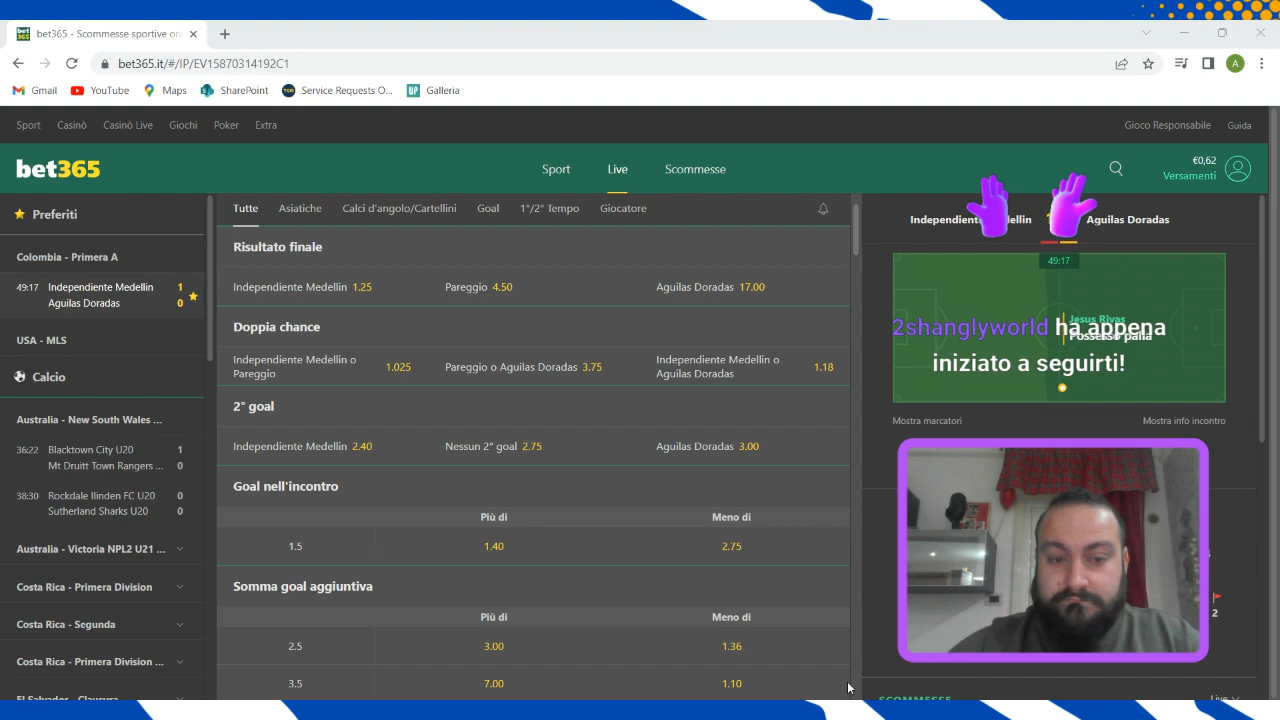 bet365 - Scommesse sportive on
bet365.it/#/IP/EV15870314192C1
A
Gmail YouTube Maps SharePoint Service Requests O... Galleria
Sport Casinò Casinò Live Giochi Poker Extra
Gioco Responsabile Guida
bet365
Sport Live Scommesse
€0,62
Versamenti
Preferiti
Colombia - Primera A
49:17 Independiente Medellin 1
Aguilas Doradas 0
USA - MLS
Calcio
Australia - New South Wales ...
36:22 Blacktown City U20 1
Mt Druitt Town Rangers ... 0
38:30 Rockdale Ilinden FC U20 0
Sutherland Sharks U20 0
Australia - Victoria NPL2 U21 ...
Costa Rica - Primera Division
Costa Rica - Segunda
Costa Rica - Primera Division ...
El Salvador - Clausura
Tutte Asiatiche Calci d'angolo/Cartellini Goal 1°/2° Tempo Giocatore
Risultato finale
Independiente Medellin 1.25 Pareggio 4.50 Aguilas Doradas 17.00
Doppia chance
Independiente Medellin o
Pareggio 1.025 Pareggio o Aguilas Doradas 3.75
Independiente Medellin o
Aguilas Doradas 1.18
2° goal
Independiente Medellin 2.40 Nessun 2° goal 2.75 Aguilas Doradas 3.00
Goal nell'incontro
Più di Meno di
1.5 1.40 2.75
Somma goal aggiuntiva
Più di Meno di
2.5 3.00 1.36
3.5 7.00 1.10
Aguilas Doradas
49:17
Jesus Rivas
Possesso palla
2shanglyworld ha appena
iniziato a seguirti!
Mostra marcatori Mostra info incontro
2
SCOMMESSE Live